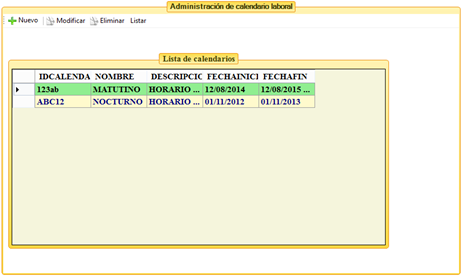 Administración de calendario laboral
Nuevo Modificar Eliminar Listar
Lista de calendarios
IDCALENDA NOMBRE DESCRIPCIC FECHAINICI FECHAFIN
123ab MATUTINO HORARIO ... 12/08/2014 12/08/2015 ...
ABC12 NOCTURNO HORARIO ... 01/11/2012 01/11/2013